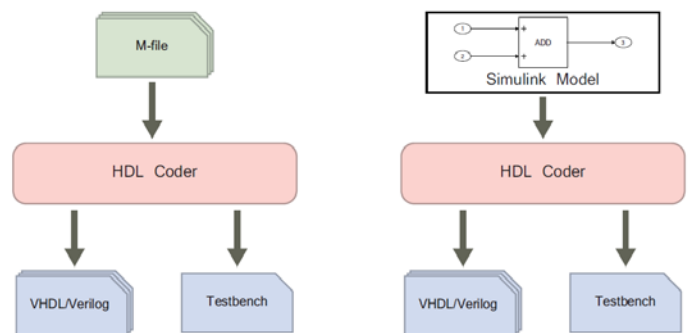 M-file
HDL Coder
VHDL/Verilog
Testbench
1
+
ADD
3
2
+
Simulink Model
HDL Coder
VHDL/Verilog
Testbench